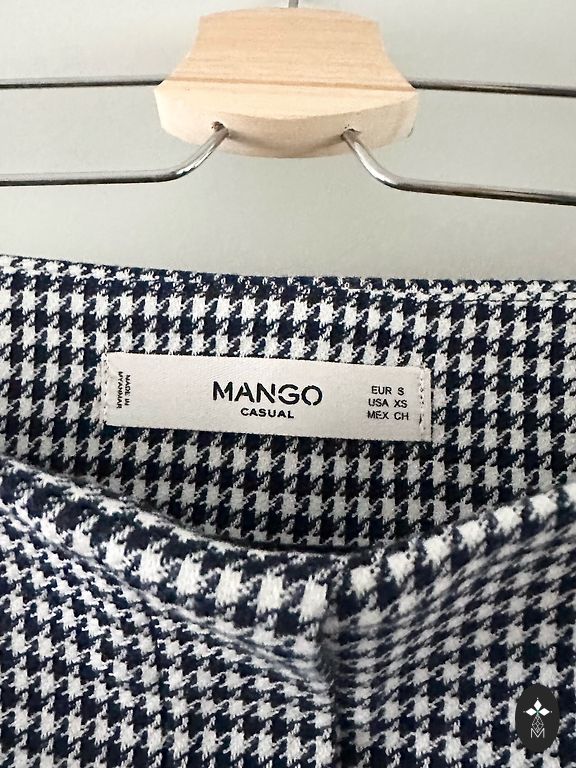 MADE IN
MYANMAR
MANGO
CASUAL
EUR S
USA XS
MEX CH
M